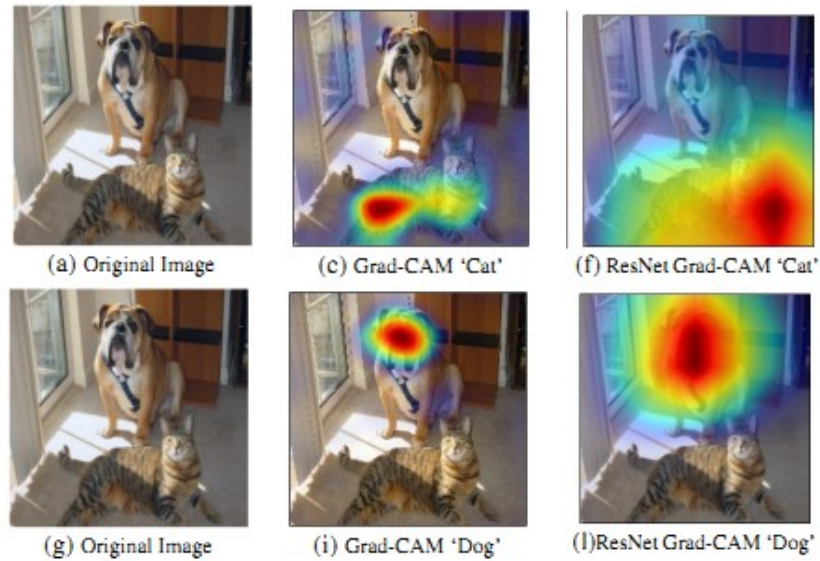 (a) Original Image
(c) Grad-CAM ‘Cat’
(f) ResNet Grad-CAM ‘Cat’
(g) Original Image
(i) Grad-CAM ‘Dog’
(l)ResNet Grad-CAM ‘Dog’